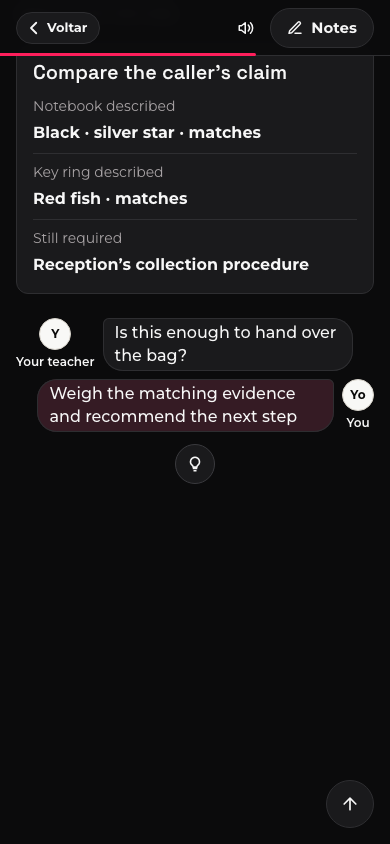 Voltar
Notes
Compare the caller's claim
Notebook described
Black · silver star · matches
Key ring described
Red fish · matches
Still required
Reception's collection procedure
Y
Your teacher
Is this enough to hand over
the bag?
Weigh the matching evidence
and recommend the next step
Yo
You